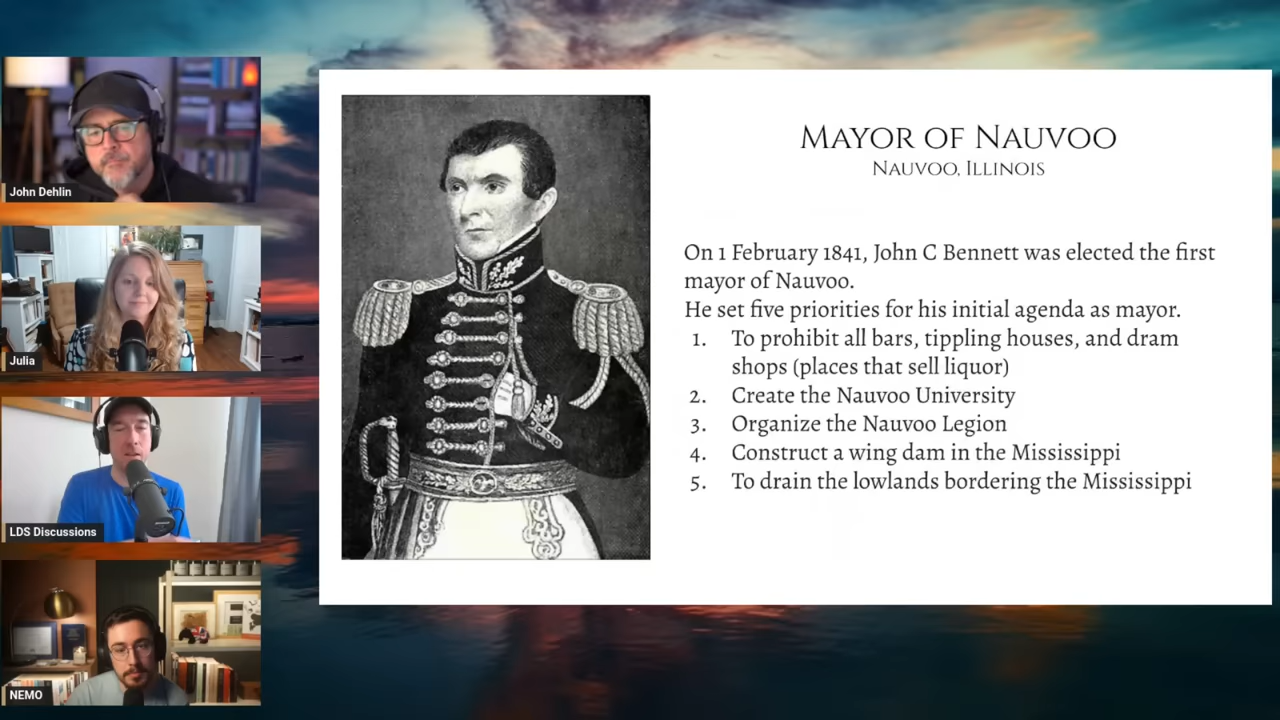 John Dehlin
Julia
LDS Discussions
NEMO
MAYOR OF NAUVOO
NAUVOO, ILLINOIS
On 1 February 1841, John C Bennett was elected the first
mayor of Nauvoo.
He set five priorities for his initial agenda as mayor.
1. To prohibit all bars, tippling houses, and dram
shops (places that sell liquor)
2. Create the Nauvoo University
3. Organize the Nauvoo Legion
4. Construct a wing dam in the Mississippi
5. To drain the lowlands bordering the Mississippi